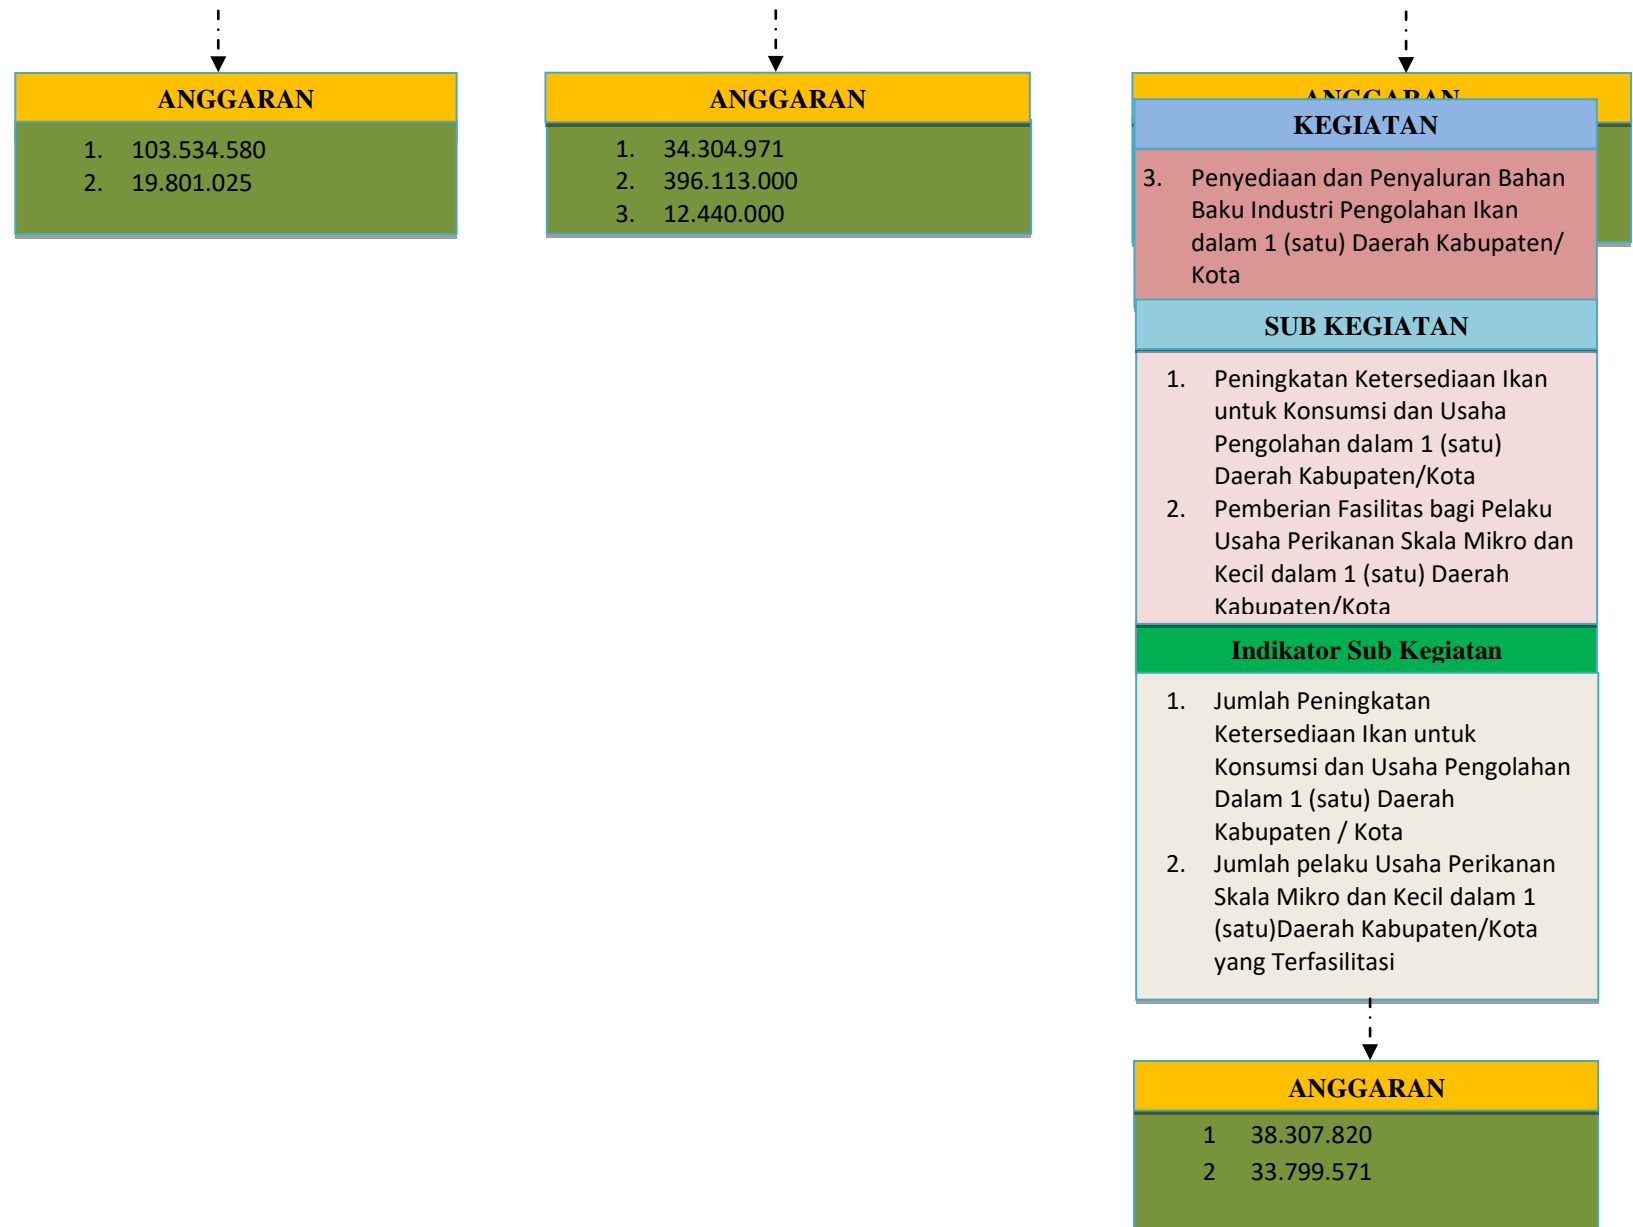 ANGGARAN
1. 103.534.580
2. 19.801.025
ANGGARAN
1. 34.304.971
2. 396.113.000
3. 12.440.000
ANGGARAN
KEGIATAN
3. Penyediaan dan Penyaluran Bahan
Baku Industri Pengolahan Ikan
dalam 1 (satu) Daerah Kabupaten/
Kota
SUB KEGIATAN
1. Peningkatan Ketersediaan Ikan
untuk Konsumsi dan Usaha
Pengolahan dalam 1 (satu)
Daerah Kabupaten/Kota
2. Pemberian Fasilitas bagi Pelaku
Usaha Perikanan Skala Mikro dan
Kecil dalam 1 (satu) Daerah
Kabupaten/Kota
Indikator Sub Kegiatan
1. Jumlah Peningkatan
Ketersediaan Ikan untuk
Konsumsi dan Usaha Pengolahan
Dalam 1 (satu) Daerah
Kabupaten / Kota
2. Jumlah pelaku Usaha Perikanan
Skala Mikro dan Kecil dalam 1
(satu)Daerah Kabupaten/Kota
yang Terfasilitasi
ANGGARAN
1 38.307.820
2 33.799.571